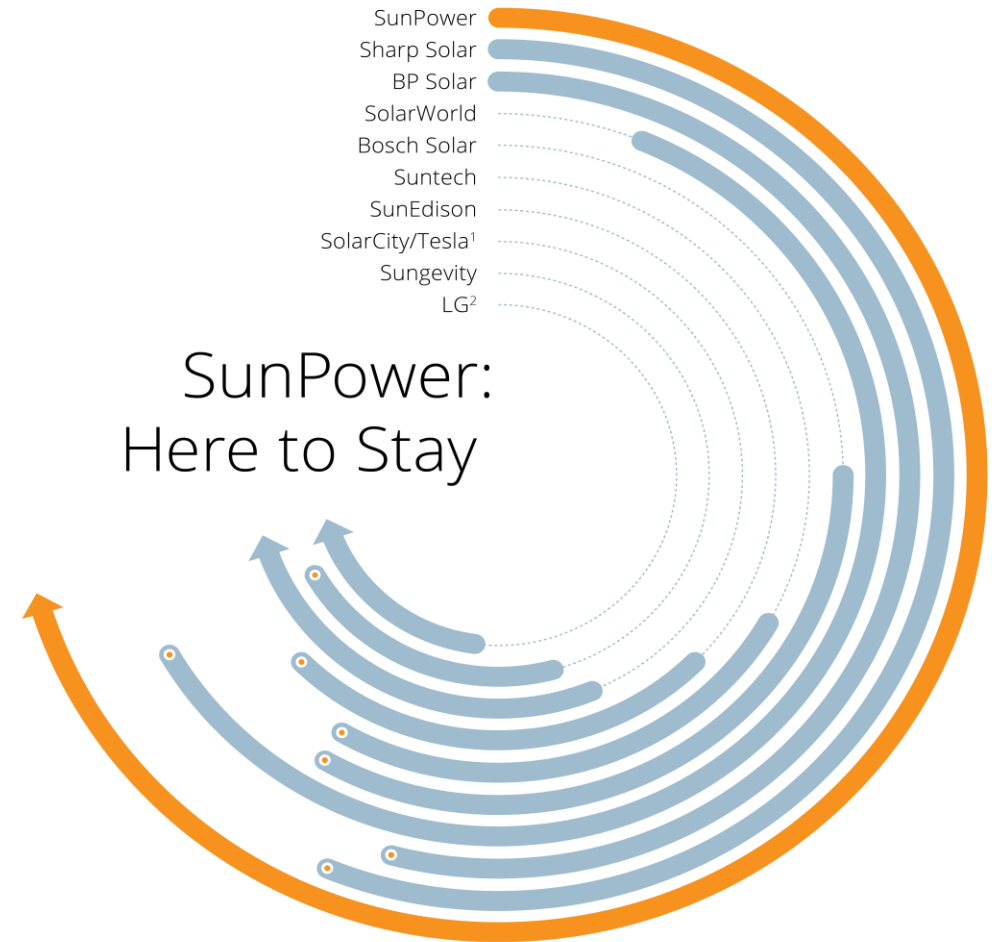 SunPower
Sharp Solar
BP Solar
SolarWorld
Bosch Solar
Suntech
SunEdison
SolarCity/Tesla¹
Sungevity
LG²
SunPower:
Here to Stay